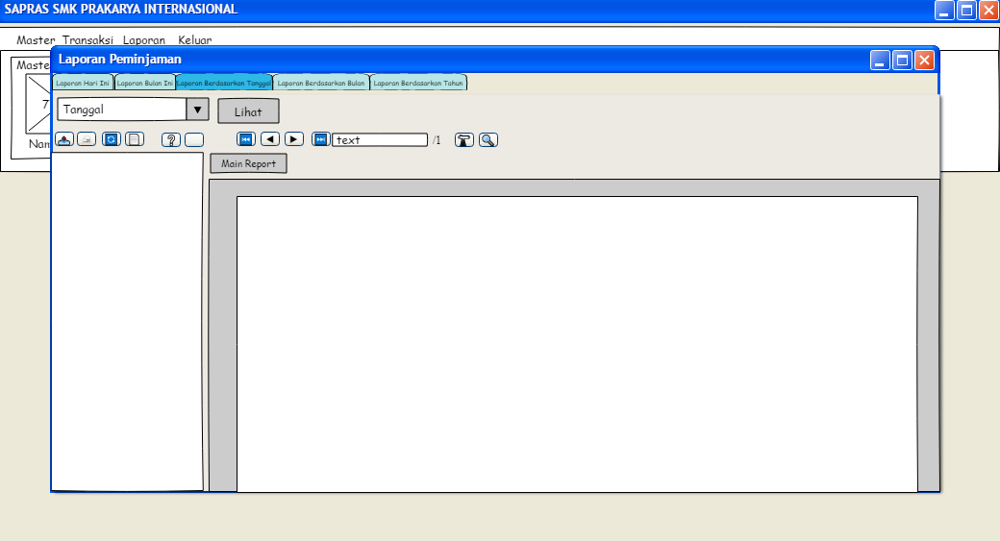 SAPRAS SMK PRAKARYA INTERNASIONAL
Master Transaksi Laporan Keluar
Maste
7
Nam
Laporan Peminjaman
Laporan Hari Ini Laporan Bulan Ini Laporan Berdasarkan Tanggal Laporan Berdasarkan Bulan Laporan Berdasarkan Tahun
Tanggal Lihat
? text /1
Main Report